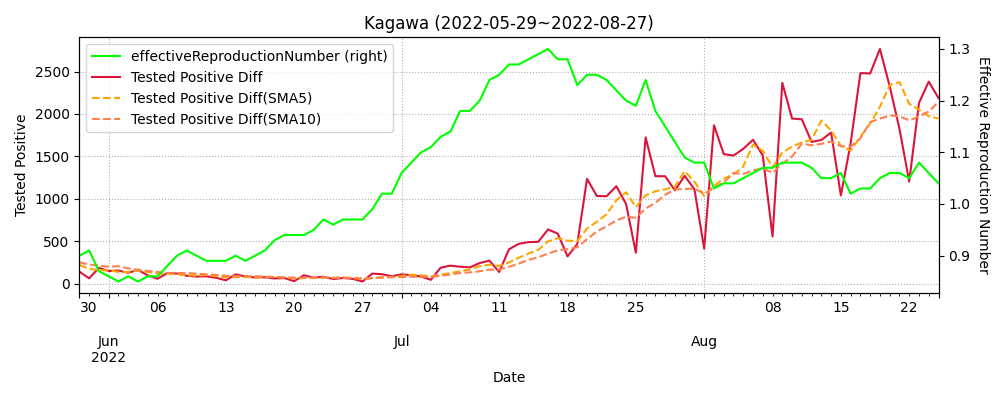 Kagawa (2022-05-29~2022-08-27)
effectiveReproductionNumber (right)
Tested Positive Diff
Tested Positive Diff(SMA5)
Tested Positive Diff(SMA10)
Tested Positive
2500
2000
1500
1000
500
0
1.3
1.2
1.1
1.0
0.9
Effective Reproduction Number
30 06 13 20 27 04 11 18 25 08 15 22
Jun Jul Aug
2022
Date